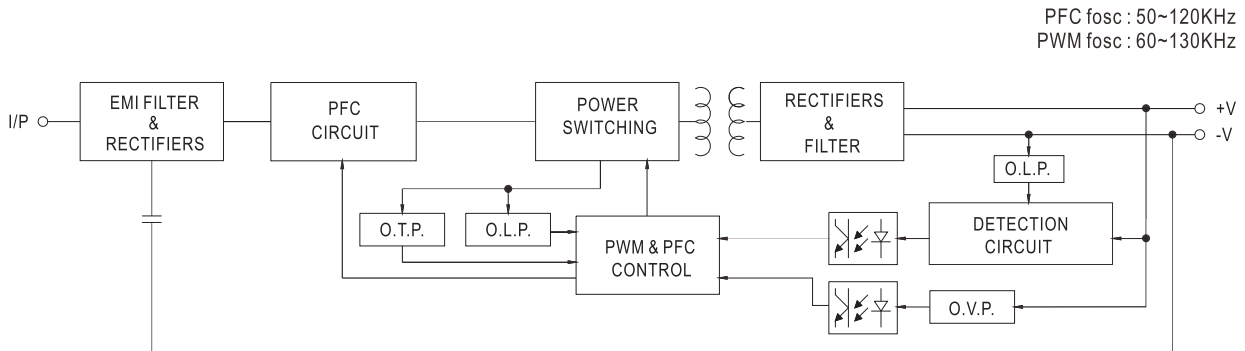 PFC fosc : 50~120KHz
PWM fosc : 60~130KHz
I/P
EMI FILTER
&
RECTIFIERS
PFC
CIRCUIT
POWER
SWITCHING
RECTIFIERS
&
FILTER
+V
-V
O.L.P.
O.T.P.
O.L.P.
PWM & PFC
CONTROL
DETECTION
CIRCUIT
O.V.P.